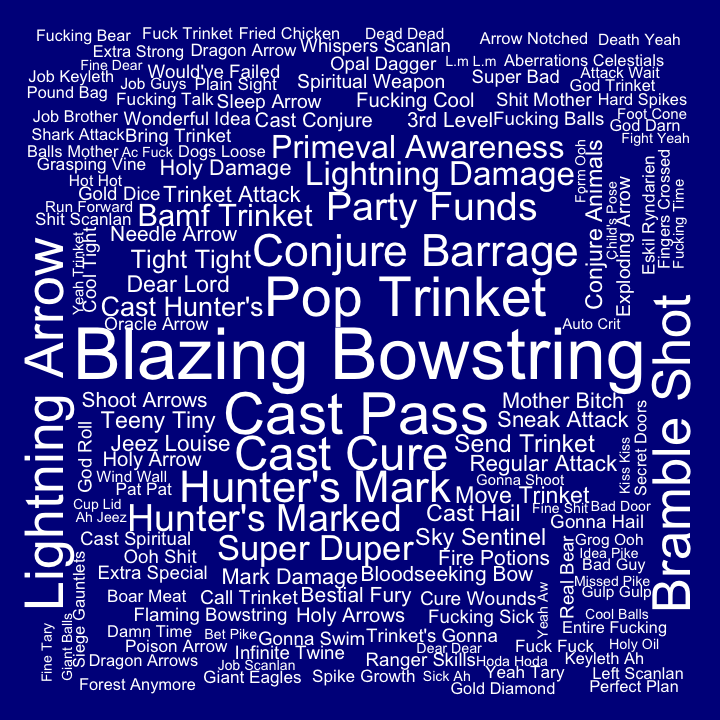 Fucking Bear
Fuck Trinket
Fried Chicken
Dead Dead
Extra Strong
Dragon Arrow
Whispers Scanlan
Arrow Notched
Death Yeah
Fine Dear
Would've Failed
Opal Dagger
L.m L.m
Aberrations Celestials
Job Keyleth
Job Guys
Plain Sight
Spiritual Weapon
Super Bad
Attack Wait
God Trinket
Pound Bag
Fucking Talk
Sleep Arrow
Fucking Cool
Shit Mother
Hard Spikes
Job Brother
Wonderful Idea
Cast Conjure
3rd Level
Fucking Balls
Foot Cone
God Darn
Shark Attack
Bring Trinket
Fight Yeah
Balls Mother
Ac Fuck
Dogs Loose
Primeval Awareness
Grasping Vine
Holy Damage
Lightning Damage
Form Oph
Conjure Animals
Child's Pose
Exploding Arrow
Eskil Ryndarien
Fingers Crossed
Fucking Time
Hot Hot
Gold Dice
Trinket Attack
Run Forward
Shit Scanlan
Bamf Trinket
Party Funds
Needle Arrow
Yeah Trinket
Cool Tight
Tight Tight
Conjure Barrage
Dear Lord
Cast Hunter's
Pop Trinket
Oracle Arrow
Auto Crit
Lightning Arrow
Blazing Bowstring
Bramble Shot
Shoot Arrows
Cast Pass
Mother Bitch
Teeny Tiny
Sneak Attack
God Roll
Jeez Louise
Cast Cure
Send Trinket
Kiss Kiss
Secret Doors
Holy Arrow
Regular Attack
Wind Wall
Pat Pat
Hunter's Mark
Gonna Shoot
Move Trinket
Cup Lid
Ah Jeez
Hunter's Marked
Cast Hail
Fine Shit
Bad Door
Gonna Hail
Cast Spiritual
Super Duper
Sky Sentinel
Grog Ooh
Ooh Shit
Fire Potions
Real Bear
Idea Pike
Bad Guy
Siege Gauntlets
Extra Special
Mark Damage
Bloodseeking Bow
Missed Pike
Gulp Gulp
Boar Meat
Call Trinket
Bestial Fury
Cure Wounds
Yeah Aw
Flaming Bowstring
Holy Arrows
Fucking Sick
Cool Balls
Entire Fucking
Fine Tary
Giant Balls
Damn Time
Bet Pike
Gonna Swim
Trinket's Gonna
Poison Arrow
Infinite Twine
Dear Dear
Fuck Fuck
Holy Oil
Dragon Arrows
Job Scanlan
Ranger Skills
Hoda Hoda
Keyleth Ah
Forest Anymore
Giant Eagles
Spike Growth
Sick Ah
Yeah Tary
Left Scanlan
Gold Diamond
Perfect Plan